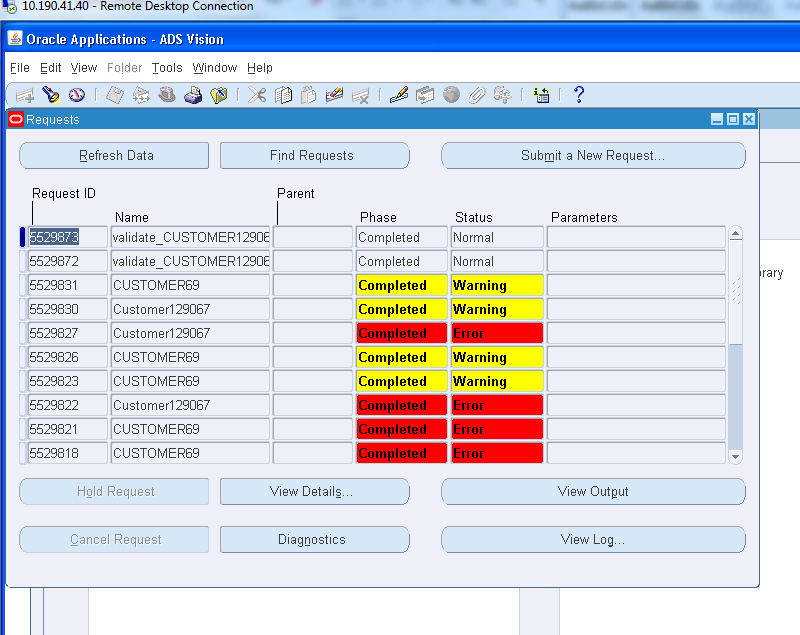 10.190.41.40 - Remote Desktop Connection
Oracle Applications - ADS Vision
File Edit View Folder Tools Window Help
Requests
Refresh Data Find Requests Submit a New Request...
Request ID Parent
Name Phase Status Parameters
5529873 validate_CUSTOMER12906 Completed Normal
5529872 validate_CUSTOMER12906 Completed Normal
5529831 CUSTOMER69 Completed Warning
5529830 Customer129067 Completed Warning
5529827 Customer129067 Completed Error
5529826 CUSTOMER69 Completed Warning
5529823 CUSTOMER69 Completed Warning
5529822 Customer129067 Completed Error
5529821 CUSTOMER69 Completed Error
5529818 CUSTOMER69 Completed Error
Hold Request View Details... View Output
Cancel Request Diagnostics View Log...